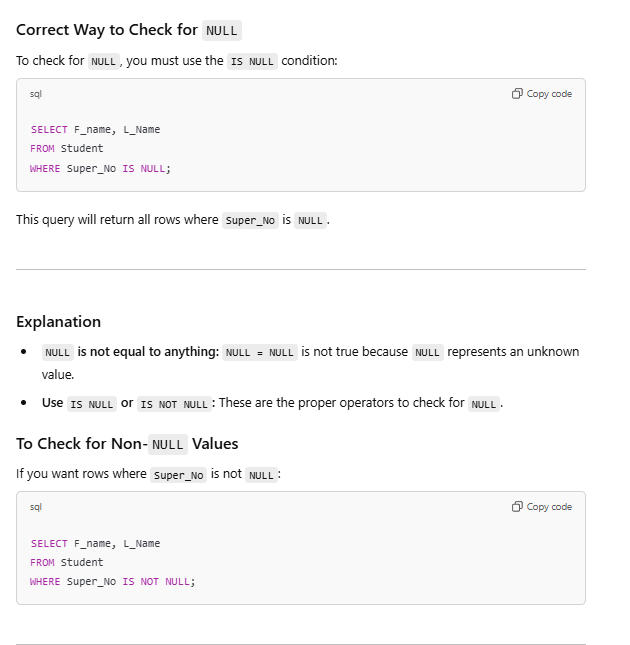 Correct Way to Check for NULL
To check for NULL, you must use the IS NULL condition:
sql
Copy code
SELECT F_name, L_Name
FROM Student
WHERE Super_No IS NULL;
This query will return all rows where Super_No is NULL.
Explanation
• NULL is not equal to anything: NULL = NULL is not true because NULL represents an unknown
value.
• Use IS NULL or IS NOT NULL: These are the proper operators to check for NULL.
To Check for Non-NULL Values
If you want rows where Super_No is not NULL:
sql
Copy code
SELECT F_name, L_Name
FROM Student
WHERE Super_No IS NOT NULL;